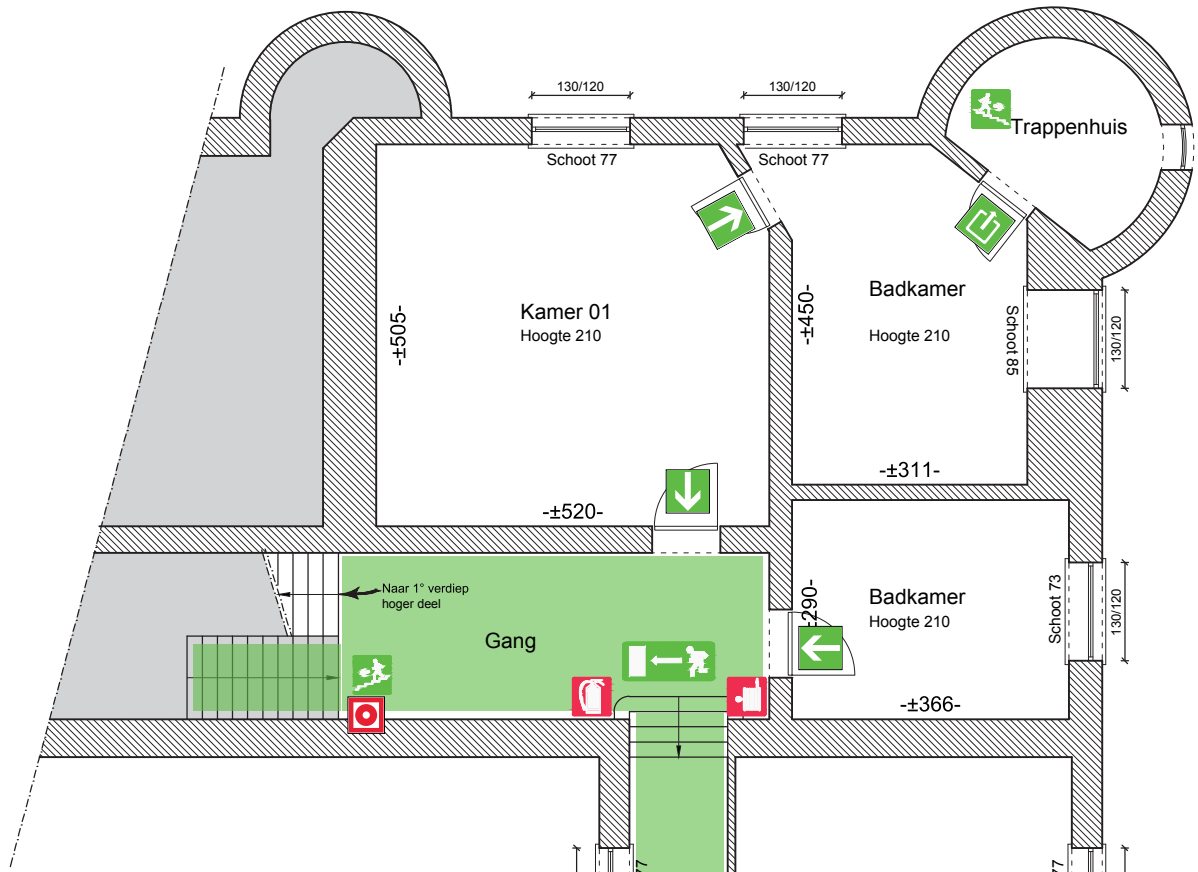 130/120
130/120
Schoot 77
Schoot 77
Trappenhuis
Kamer 01
Hoogte 210
-±505-
-±520-
Badkamer
Hoogte 210
-±450-
-±311-
Schoot 85
130/120
Naar 1° verdiep
hoger deel
Gang
Badkamer
Hoogte 210
±290-
-±366-
Schoot 73
130/120
77
77